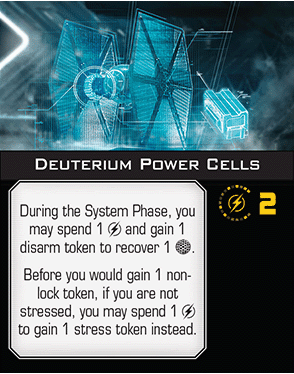 Deuterium Power Cells
During the System Phase, you
may spend 1 and gain 1
disarm token to recover 1 .
Before you would gain 1 non-
lock token, if you are not
stressed, you may spend 1
to gain 1 stress token instead.
2